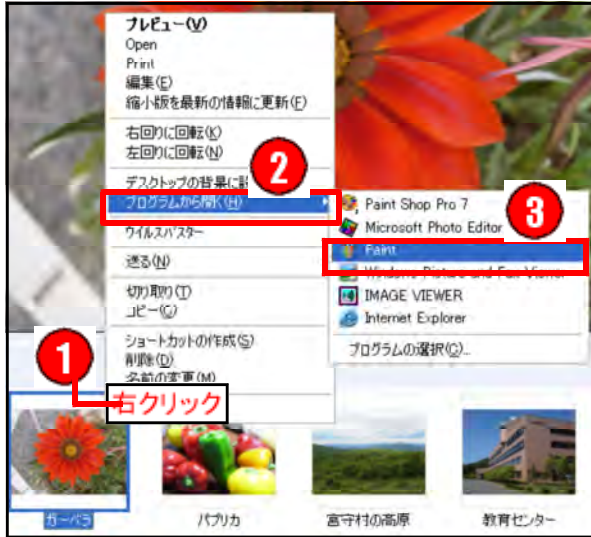 プレビュー(V)
Open
Print
編集(E)
縮小版を最新の情報に更新(F)
右回りに回転(K)
左回りに回転(N)
2
デスクトップの背景に
プログラムから開く(H)
ウイルスバスター
送る(N)
切り取り(T)
コピー(C)
ショートカットの作成(S)
削除(D)
名前の変更(M)
3
Paint Shop Pro 7
Microsoft Photo Editor
Paint
Windows Picture and Fax Viewer
IMAGE VIEWER
Internet Explorer
プログラムの選択(C)...
1
右クリック
ガーベラ
パプリカ
宮守村の高原
教育センター